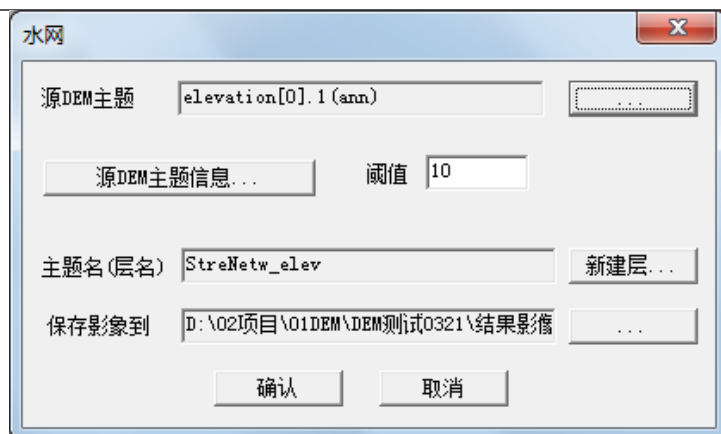 水网
源DEM主题 elevation[0].1(ann) ...
源DEM主题信息... 阈值 10
主题名(层名) StreNetw_elev 新建层...
保存影象到 D:\02项目\01DEM\DEM测试0321\结果影像 ...
确认 取消